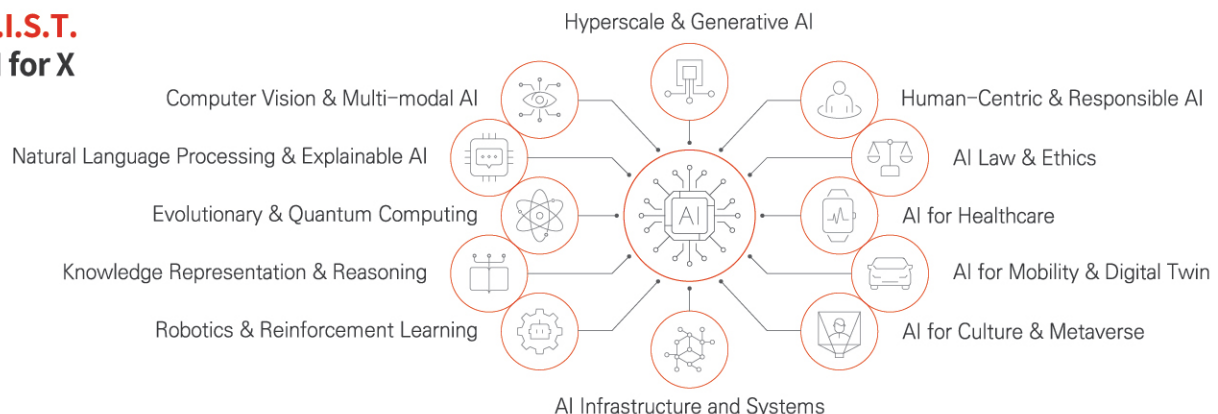 .I.S.T.
for X
Hyperscale & Generative AI
Computer Vision & Multi-modal AI
Human-Centric & Responsible AI
Natural Language Processing & Explainable AI
AI Law & Ethics
Evolutionary & Quantum Computing
AI
AI for Healthcare
Knowledge Representation & Reasoning
AI for Mobility & Digital Twin
Robotics & Reinforcement Learning
AI for Culture & Metaverse
AI Infrastructure and Systems